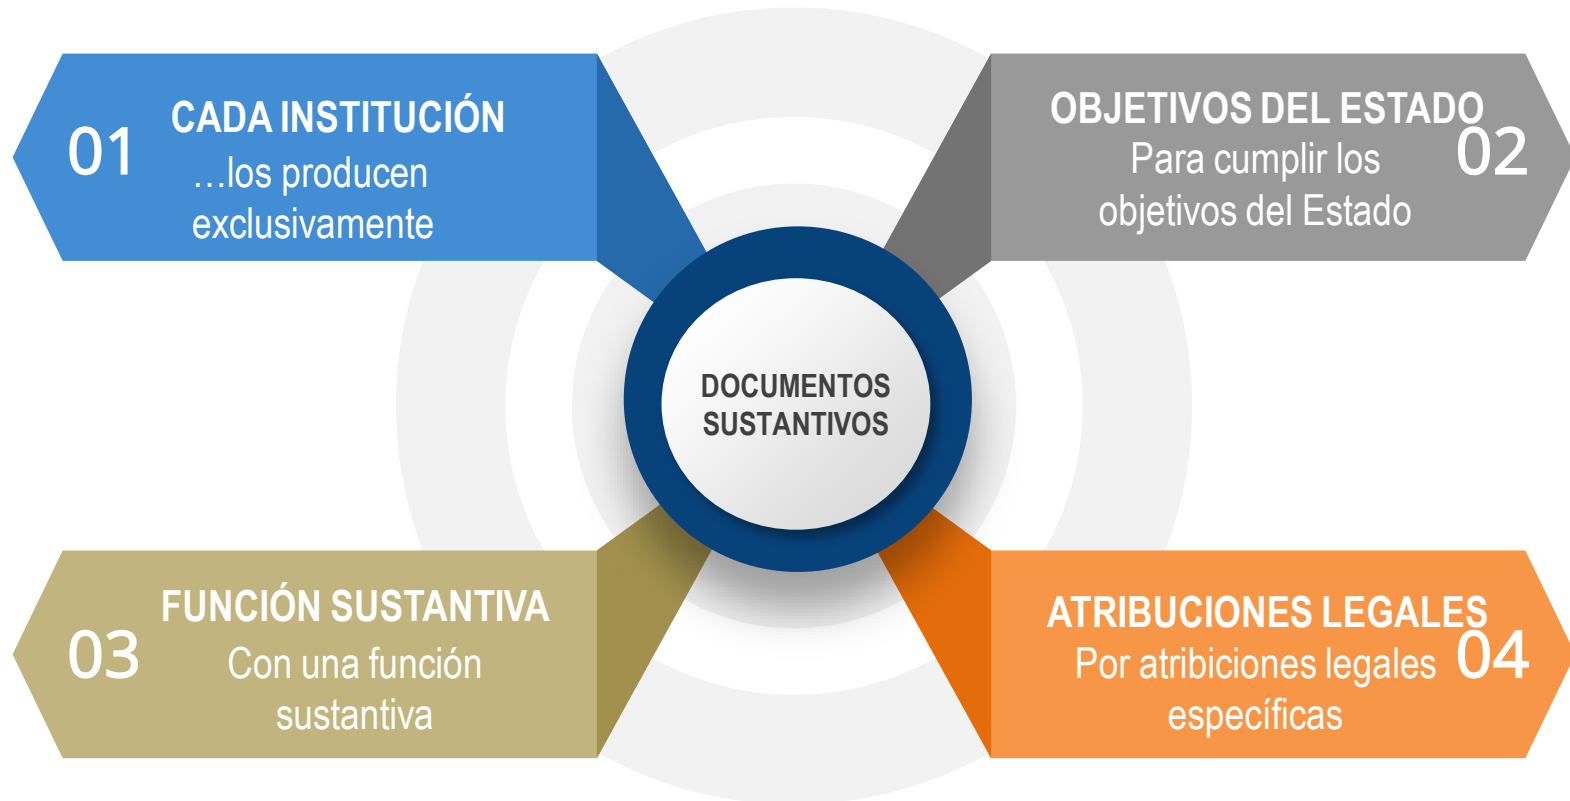 01
CADA INSTITUCIÓN
…los producen
exclusivamente
OBJETIVOS DEL ESTADO
02
Para cumplir los
objetivos del Estado
DOCUMENTOS
SUSTANTIVOS
03
FUNCIÓN SUSTANTIVA
Con una función
sustantiva
ATRIBUCIONES LEGALES
04
Por atribiciones legales
específicas